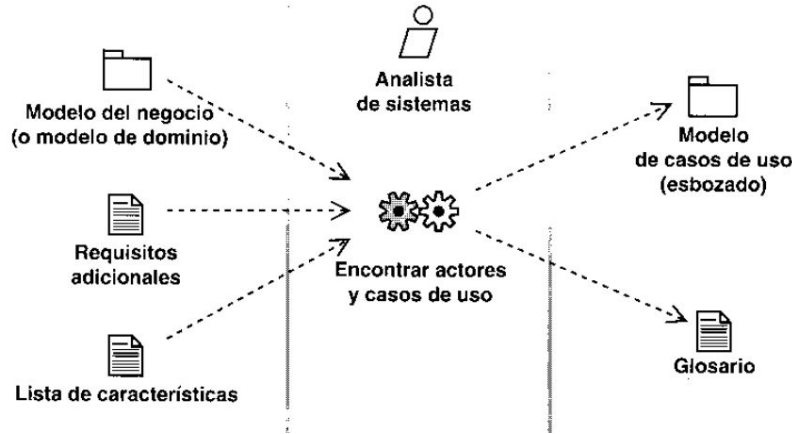 Modelo del negocio
(o modelo de dominio)
Requisitos
adicionales
Lista de características
Analista
de sistemas
Encontrar actores
y casos de uso
Modelo
de casos de uso
(esbozado)
Glosario